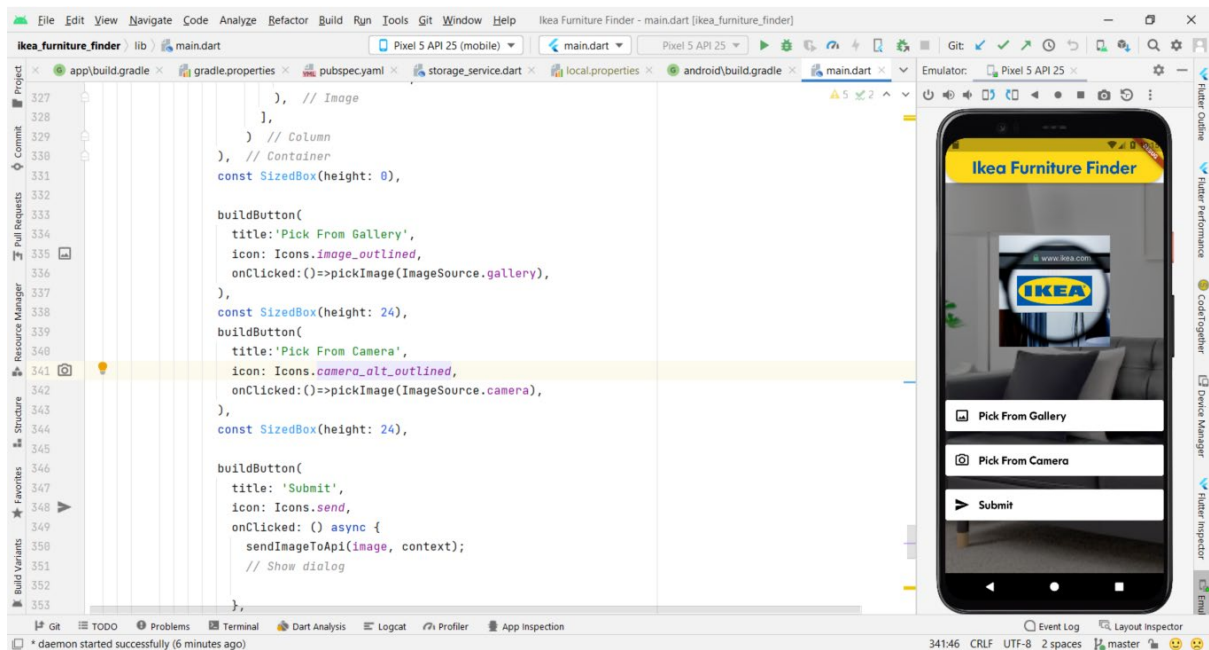 File Edit View Navigate Code Analyze Refactor Build Run Tools Git Window Help Ikea Furniture Finder - main.dart [ikea_furniture_finder]
ikea_furniture_finder lib main.dart Pixel 5 API 25 (mobile) main.dart Pixel 5 API 25 Git:
app\build.gradle gradle.properties pubspec.yaml storage_service.dart local.properties android\build.gradle main.dart Emulator: Pixel 5 API 25
Project
Commit
Pull Requests
Resource Manager
Structure
Favorites
Build Variants
5 2
327 ), // Image
328 ],
329 ) // Column
330 ), // Container
331 const SizedBox(height: 0),
332
333 buildButton(
334 title:'Pick From Gallery',
335 icon: Icons.image_outlined,
336 onClicked:()=>pickImage(ImageSource.gallery),
337 ),
338 const SizedBox(height: 24),
339 buildButton(
340 title:'Pick From Camera',
341 icon: Icons.camera_alt_outlined,
342 onClicked:()=>pickImage(ImageSource.camera),
343 ),
344 const SizedBox(height: 24),
345
346 buildButton(
347 title: 'Submit',
348 icon: Icons.send,
349 onClicked: () async {
350 sendImageToApi(image, context);
351 // Show dialog
352
353 },
Ikea Furniture Finder
www.ikea.com
IKEA
Pick From Gallery
Pick From Camera
Submit
Flutter Outline
Flutter Performance
CodeTogether
Device Manager
Flutter Inspector
Emul
Git TODO Problems Terminal Dart Analysis Logcat Profiler App Inspection Event Log Layout Inspector
* daemon started successfully (6 minutes ago) 341:46 CRLF UTF-8 2 spaces master